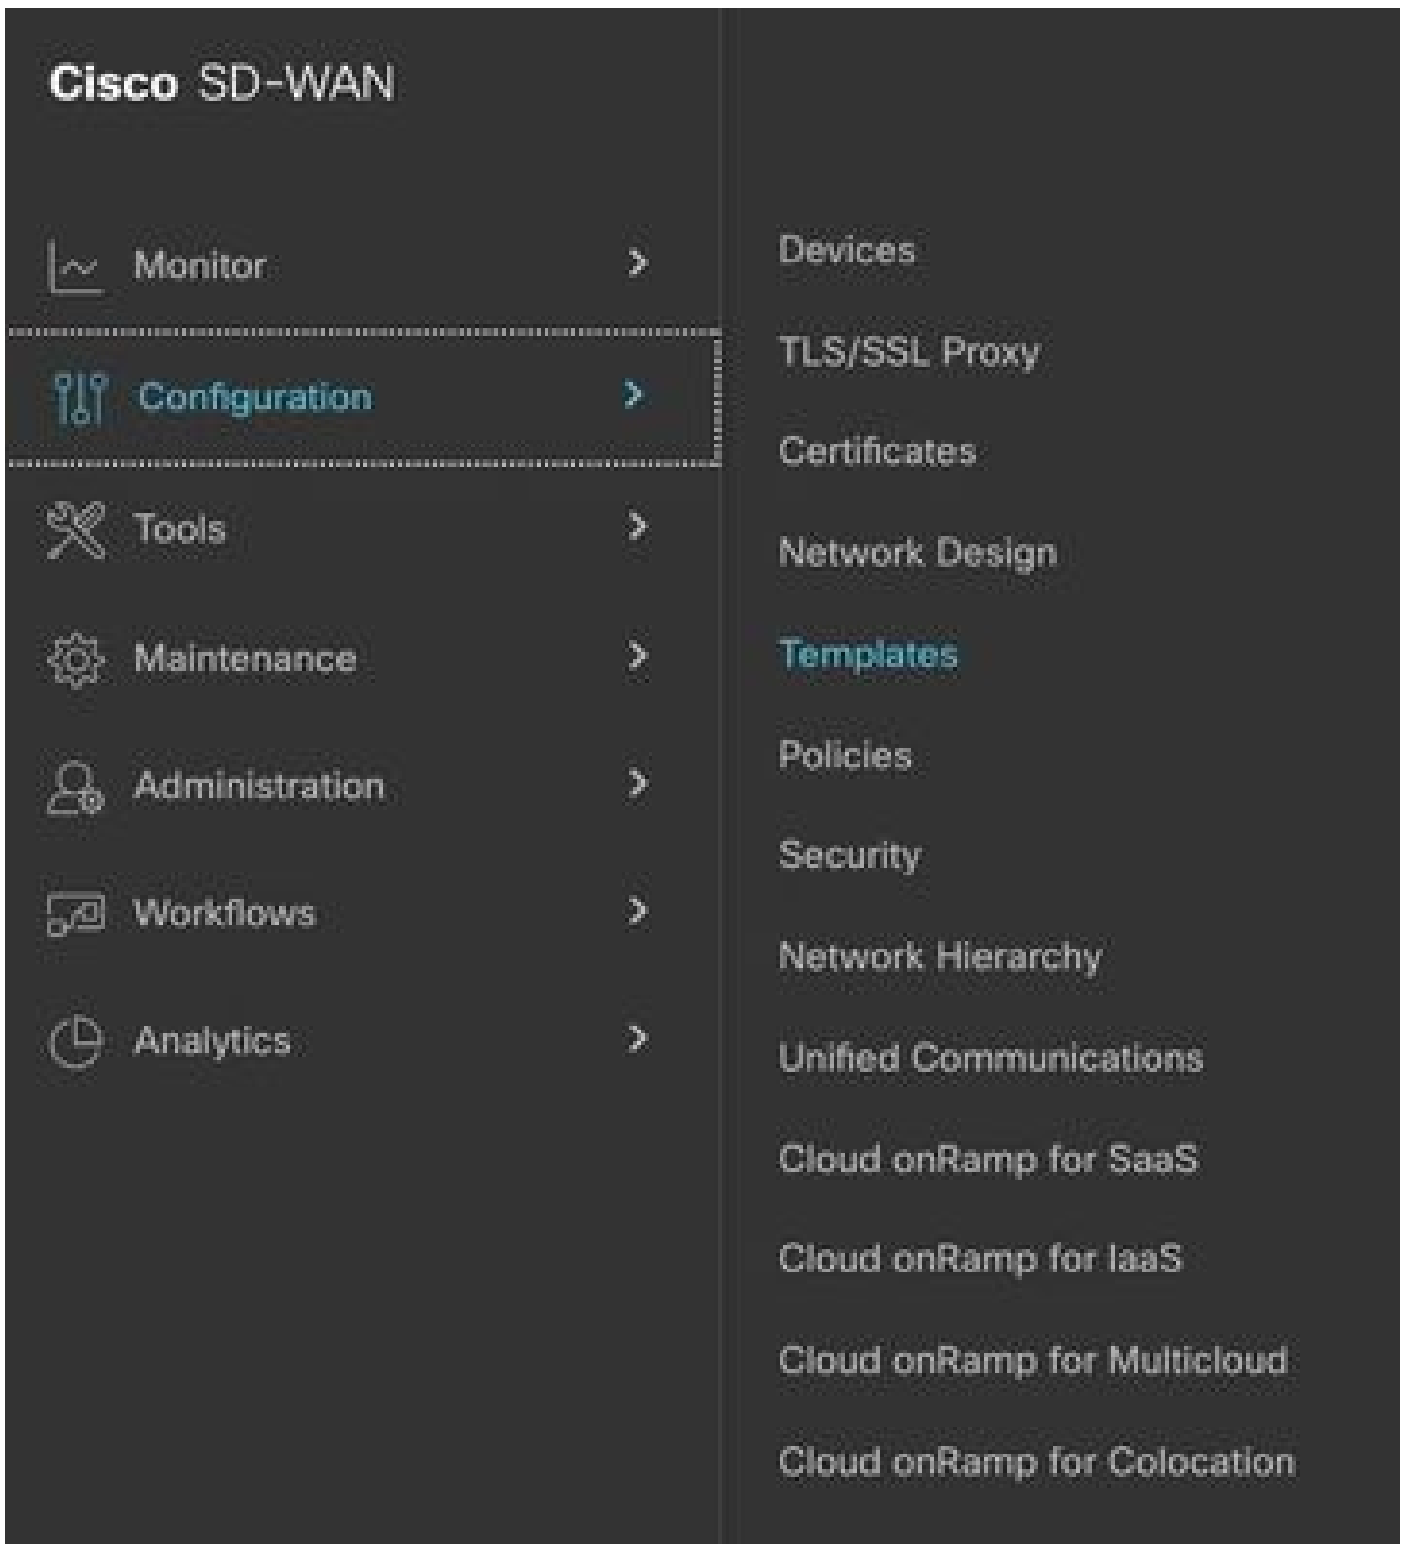 Cisco SD-WAN
Monitor
Configuration
Tools
Maintenance
Administration
Workflows
Analytics
Devices
TLS/SSL Proxy
Certificates
Network Design
Templates
Policies
Security
Network Hierarchy
Unified Communications
Cloud onRamp for SaaS
Cloud onRamp for IaaS
Cloud onRamp for Multicloud
Cloud onRamp for Colocation